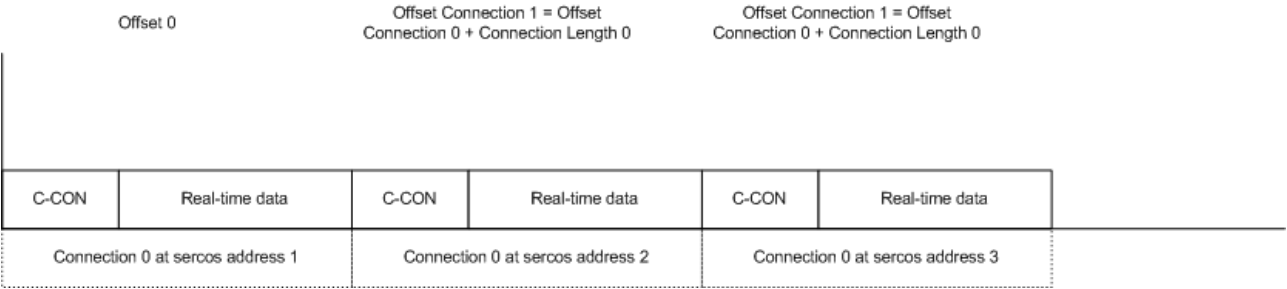 Offset 0
Offset Connection 1 = Offset
Connection 0 + Connection Length 0
Offset Connection 1 = Offset
Connection 0 + Connection Length 0
C-CON
Real-time data
C-CON
Real-time data
C-CON
Real-time data
Connection 0 at sercos address 1
Connection 0 at sercos address 2
Connection 0 at sercos address 3